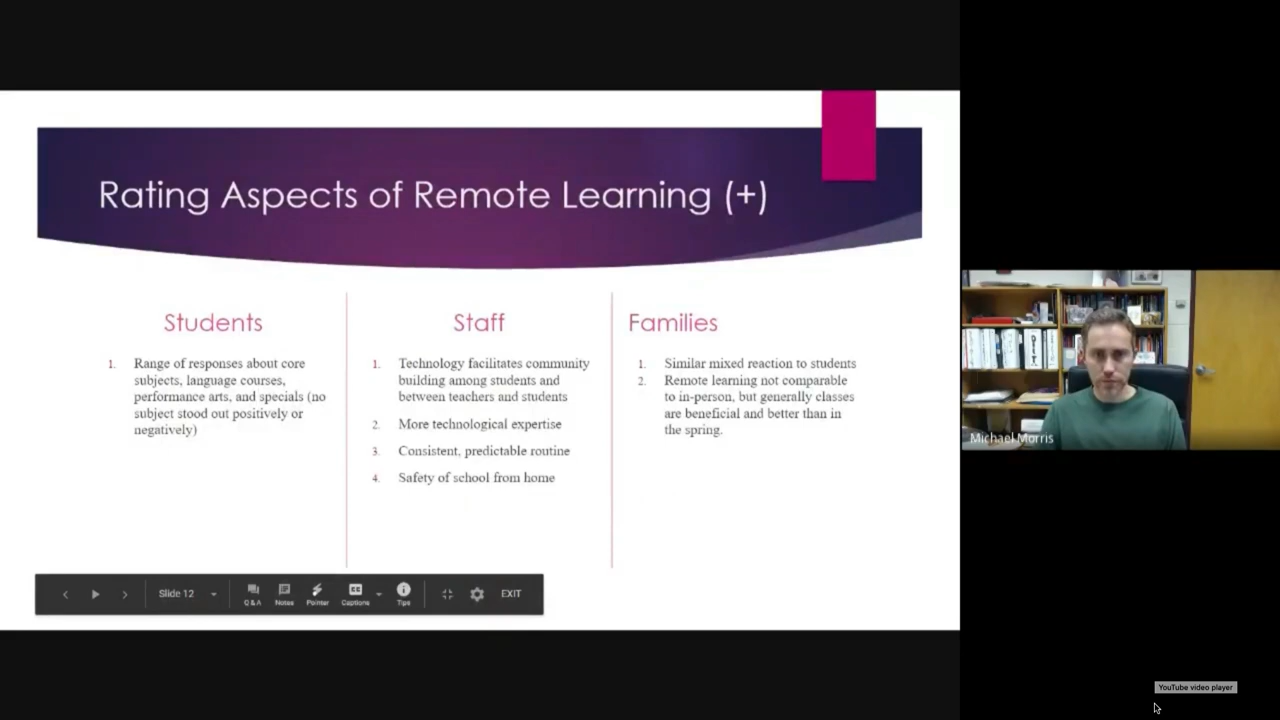 Rating Aspects of Remote Learning (+)
Students
1. Range of responses about core
subjects, language courses,
performance arts, and specials (no
subject stood out positively or
negatively)
Staff
1. Technology facilitates community
building among students and
between teachers and students
2. More technological expertise
3. Consistent, predictable routine
4. Safety of school from home
Families
1. Similar mixed reaction to students
2. Remote learning not comparable
to in-person, but generally classes
are beneficial and better than in
the spring.
Slide 12
Q & A
Notes
Pointer
Captions
Tips
EXIT
Michael Morris
YouTube video player